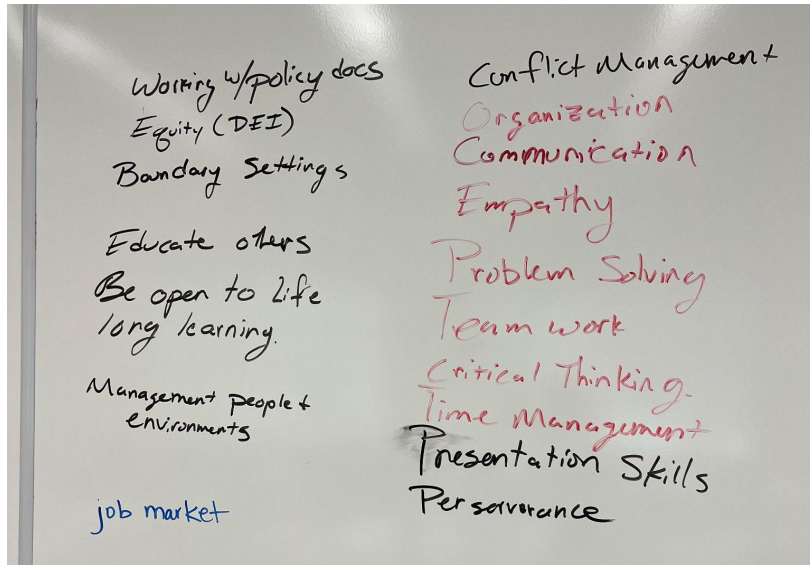 Working w/policy docs
Equity (DEI)
Boundary Settings
Educate others
Be open to Life
long learning.
Management people +
environments
job market
Conflict Management
Organization
Communication
Empathy
Problem Solving
Team work
Critical Thinking.
Time Management
Presentation Skills
Perserverance